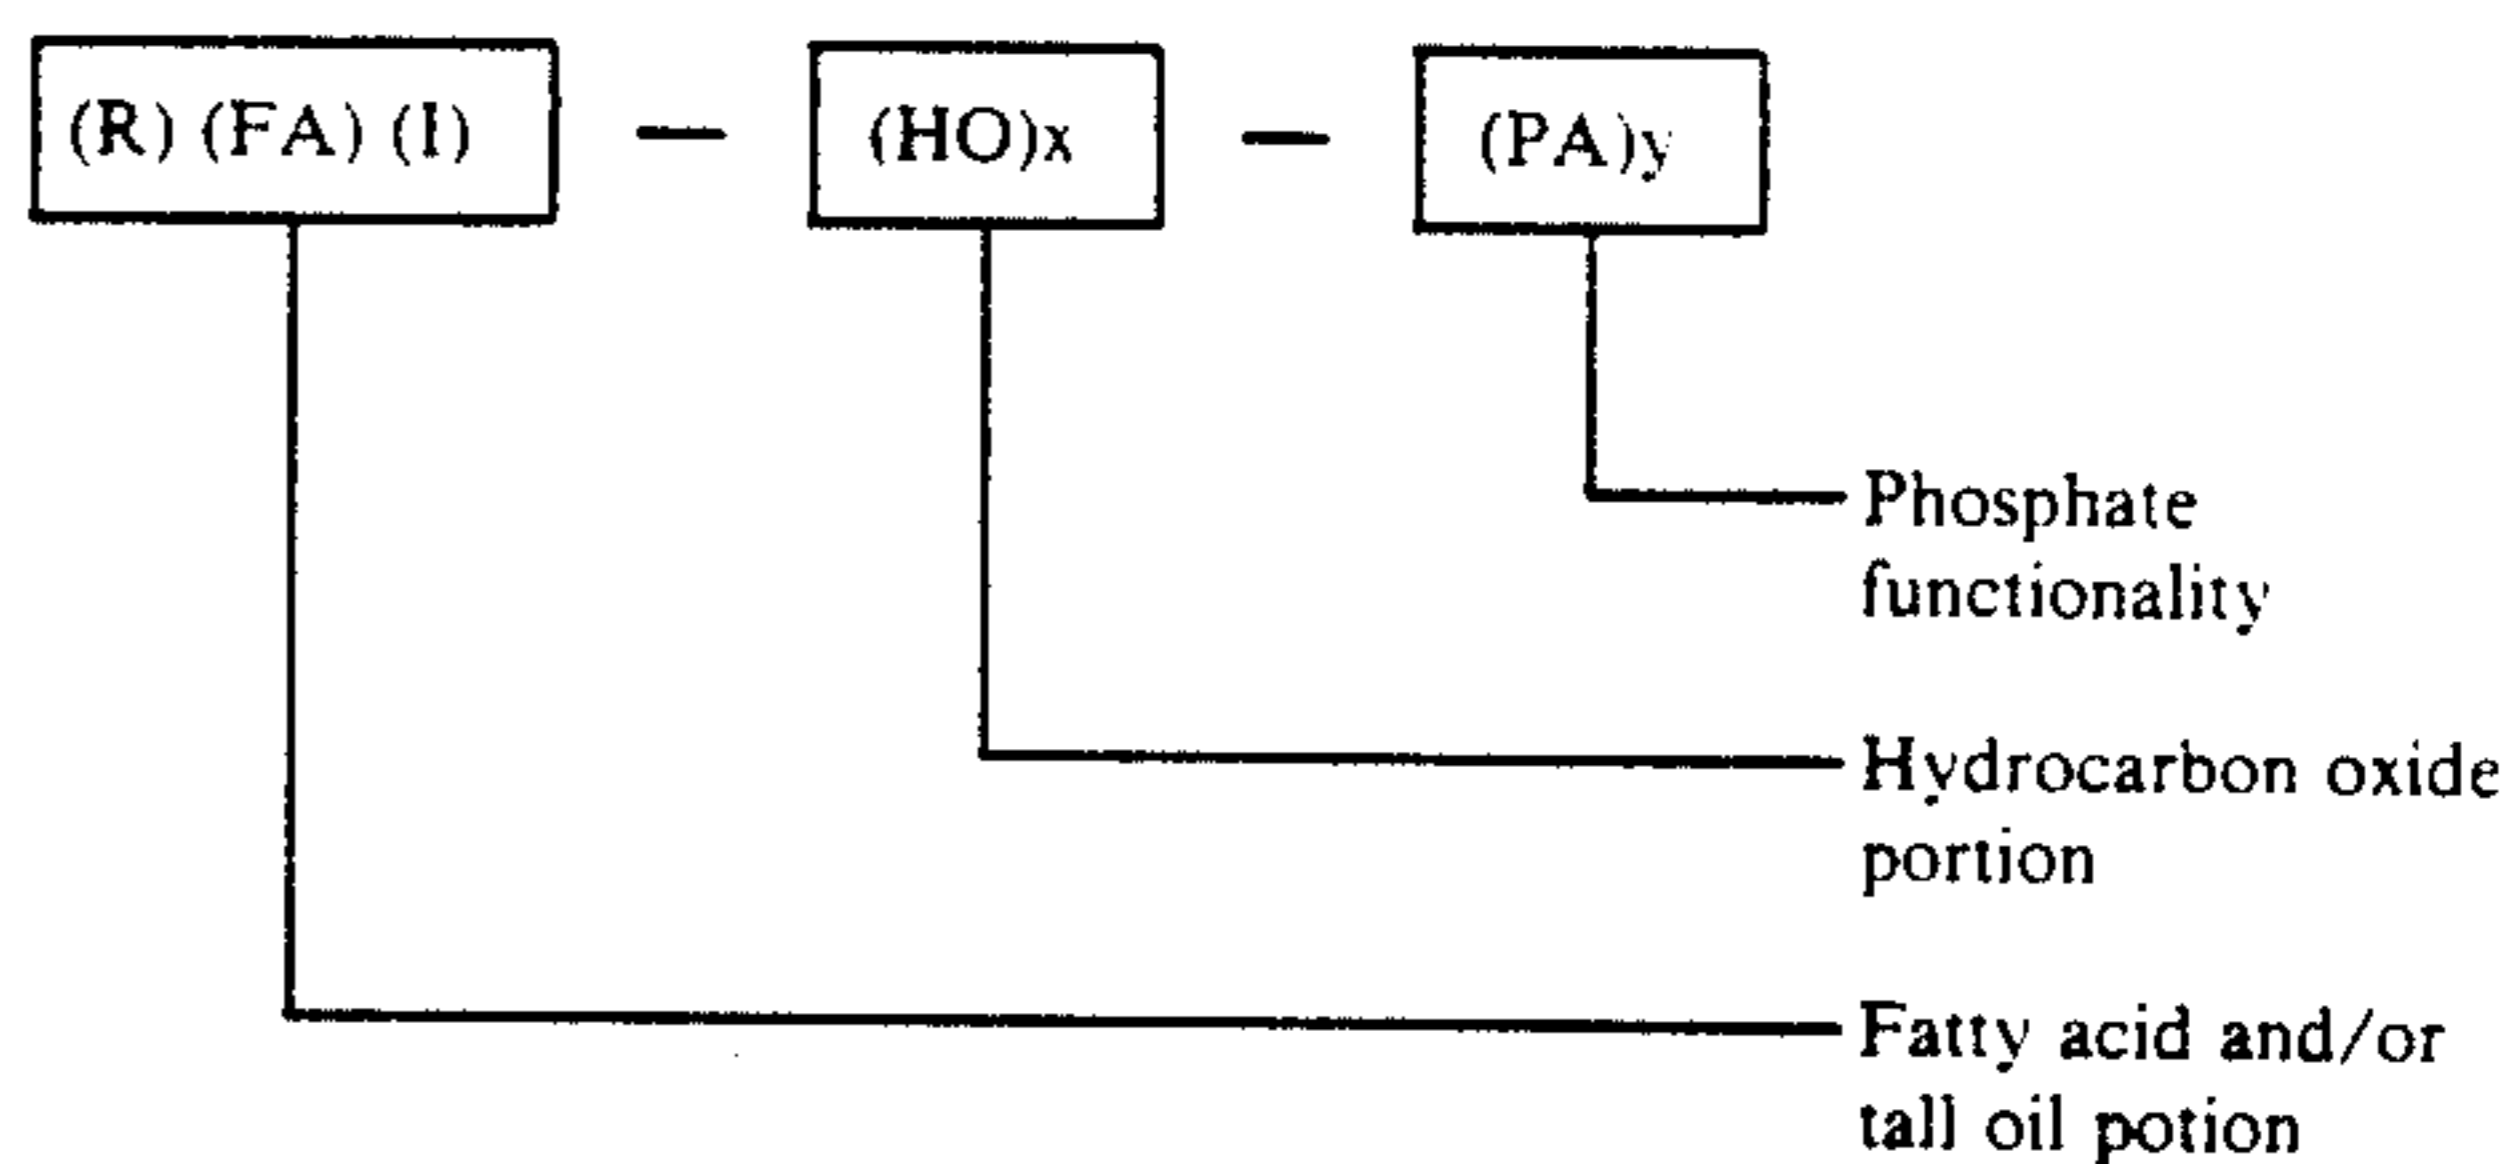 (R) (FA) (I) — (HO)x — (PA)y
Phosphate
functionality
Hydrocarbon oxide
portion
Fatty acid and/or
tall oil potion